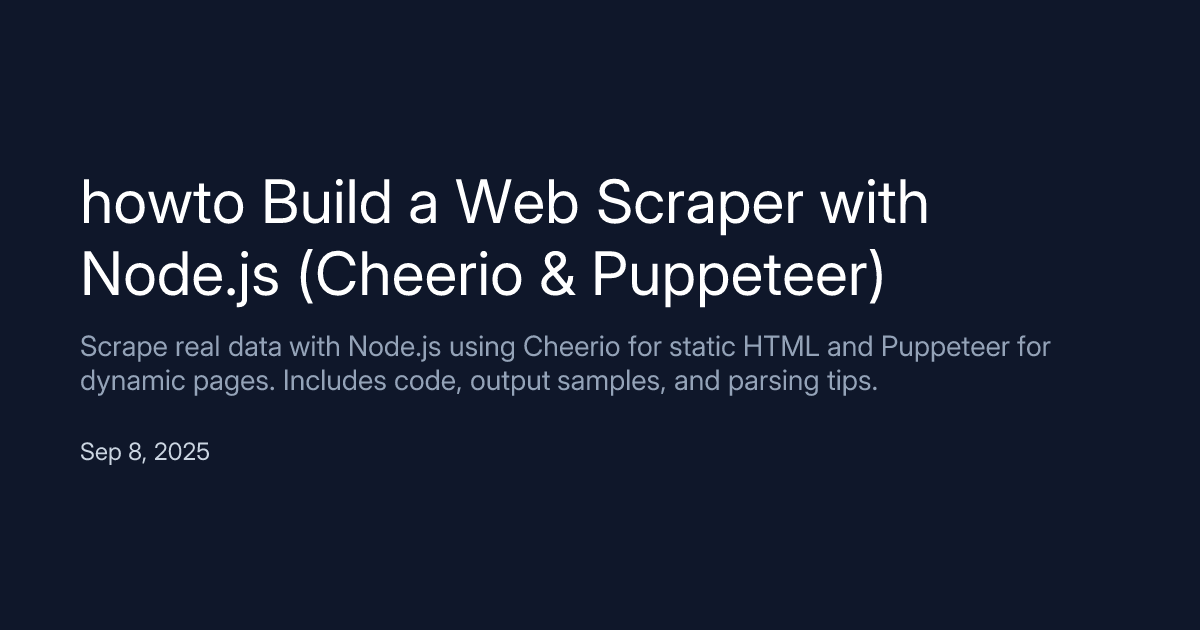 howto Build a Web Scraper with
Node.js (Cheerio & Puppeteer)
Scrape real data with Node.js using Cheerio for static HTML and Puppeteer for
dynamic pages. Includes code, output samples, and parsing tips.
Sep 8, 2025